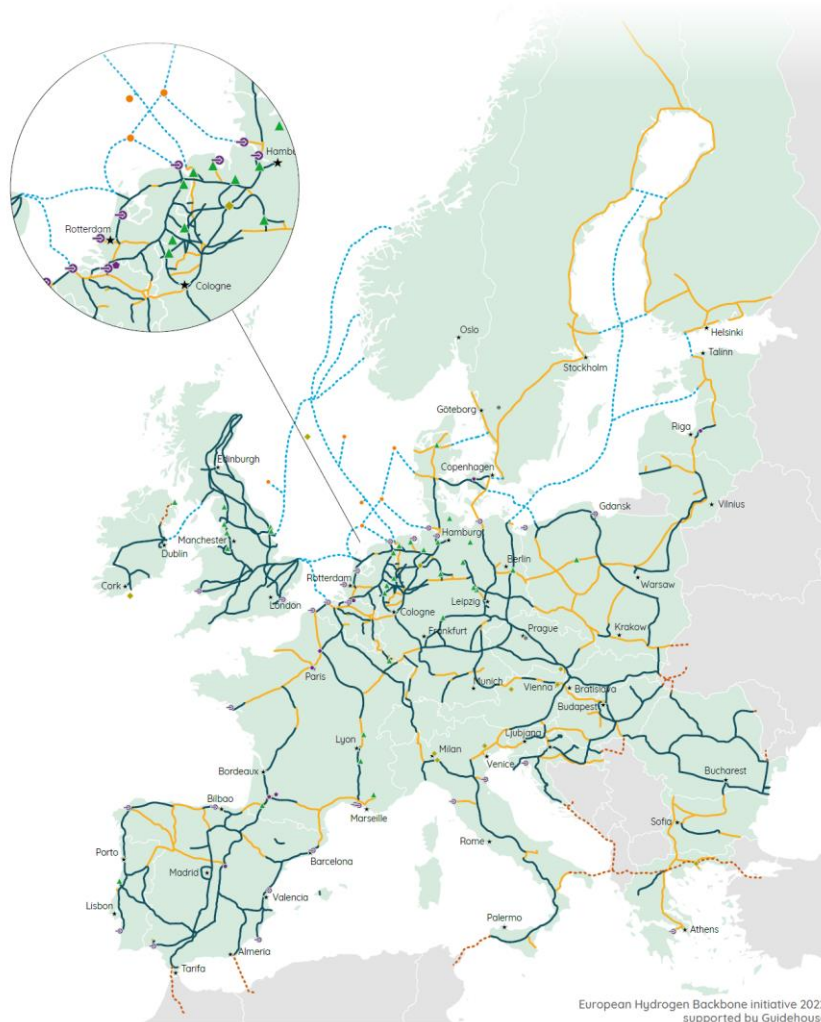 Hambu
Rotterdam
Cologne
Oslo
Helsinki
Talinn
Stockholm
Göteborg
Riga
Edinburgh
Copenhagen
Vilnius
Gdansk
Hamburg
Dublin
Manchester
Berlin
Warsaw
Cork
Rotterdam
London
Leipzig
Cologne
Frankfurt
Prague
Krakow
Paris
Munich
Vienna
Bratislava
Budapest
Lyon
Ljubjana
Milan
Venice
Bordeaux
Bucharest
Bilbao
Marseille
Sofia
Rome
Porto
Barcelona
Madrid
Valencia
Lisbon
Palermo
Athens
Almeria
Tarifa
European Hydrogen Backbone initiative 202
supported by Guidehous